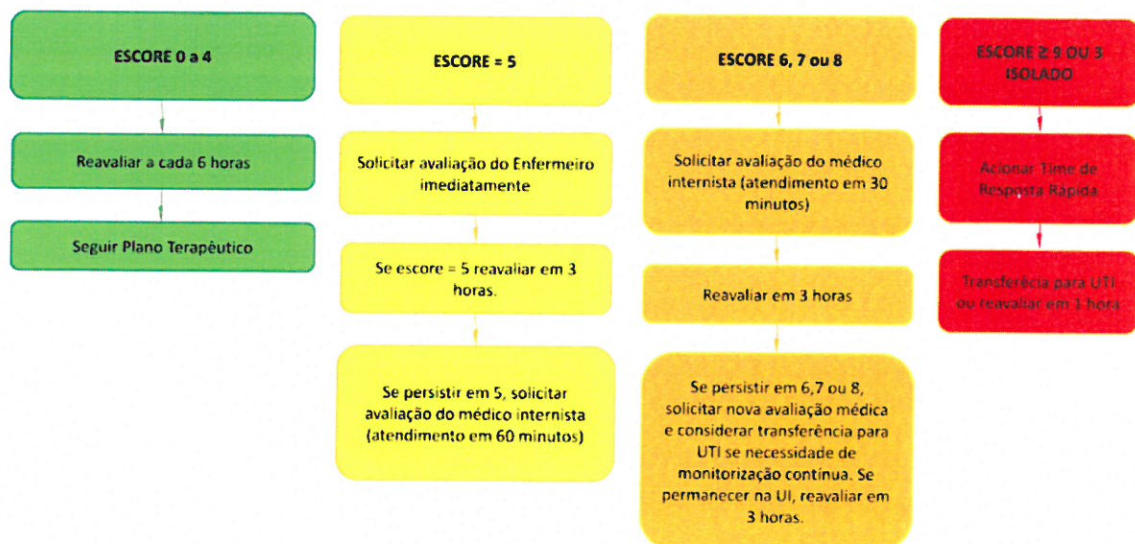 ESCORE 0 a 4
Reavaliar a cada 6 horas
Seguir Plano Terapêutico
ESCORE = 5
Solicitar avaliação do Enfermeiro
imediatamente
Se escore = 5 reavaliar em 3
horas.
Se persistir em 5, solicitar
avaliação do médico internista
(atendimento em 60 minutos)
ESCORE 6, 7 ou 8
Solicitar avaliação do médico
internista (atendimento em 30
minutos)
Reavaliar em 3 horas
Se persistir em 6,7 ou 8,
solicitar nova avaliação médica
e considerar transferência para
UTI se necessidade de
monitorização contínua. Se
permanecer na UI, reavaliar em
3 horas.
ESCORE ≥ 9 OU 3
ISOLADO
Acionar Time de
Resposta Rápida
Transferêcia para UTI
ou reavaliar em 1 hora